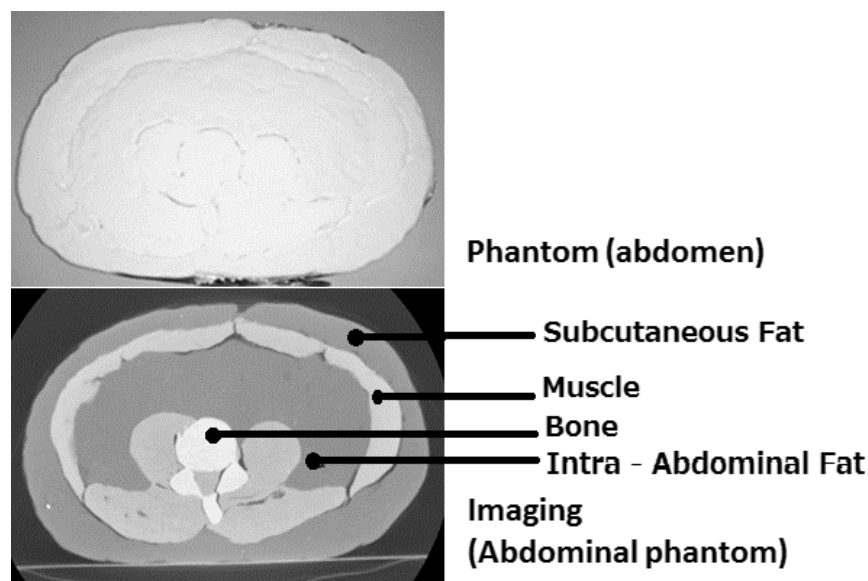 Phantom (abdomen)
Subcutaneous Fat
Muscle
Bone
Intra - Abdominal Fat
Imaging
(Abdominal phantom)